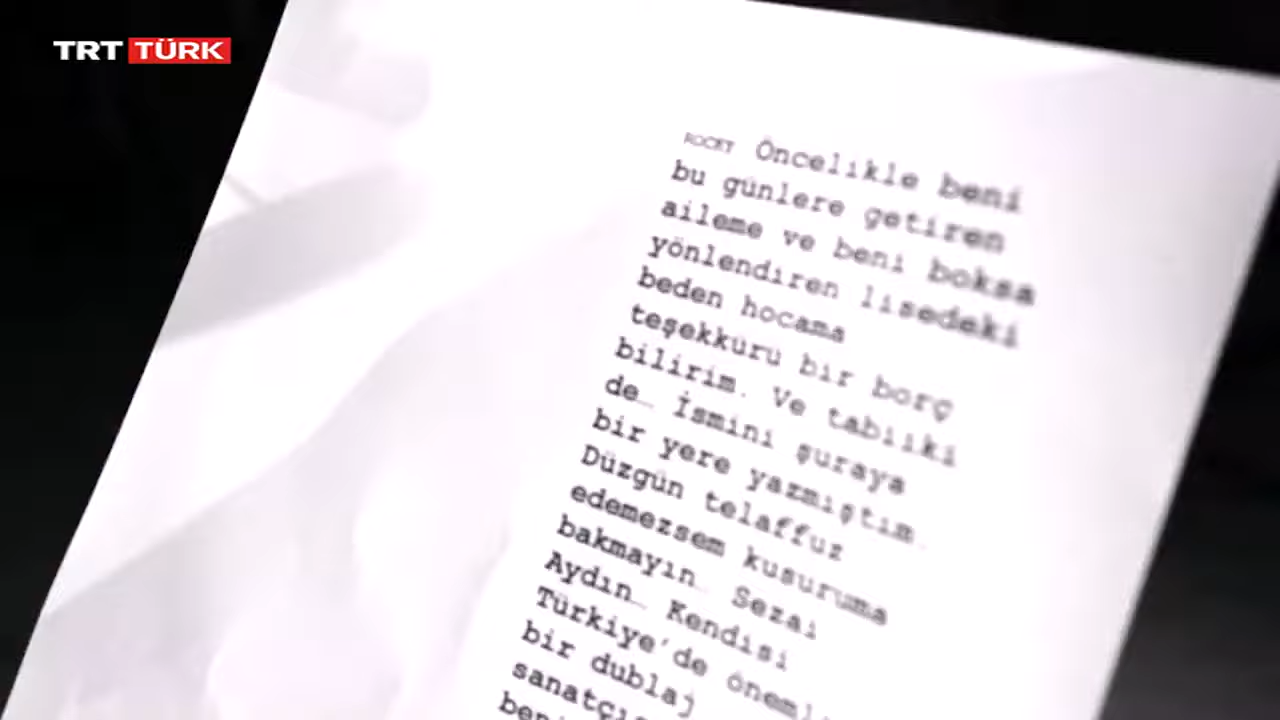 TRT TÜRK
ROCKY Öncelikle beni
bu günlere getiren
aileme ve beni boksa
yönlendiren lisedeki
beden hocama
teşekkürü bir borç
bilirim. Ve tabiiki
de… İsmini şuraya
bir yere yazmıştım.
Düzgün telaffuz
edemezsem kusuruma
bakmayın… Sezai
Aydın… Kendisi
Türkiye'de önemli
bir dublaj